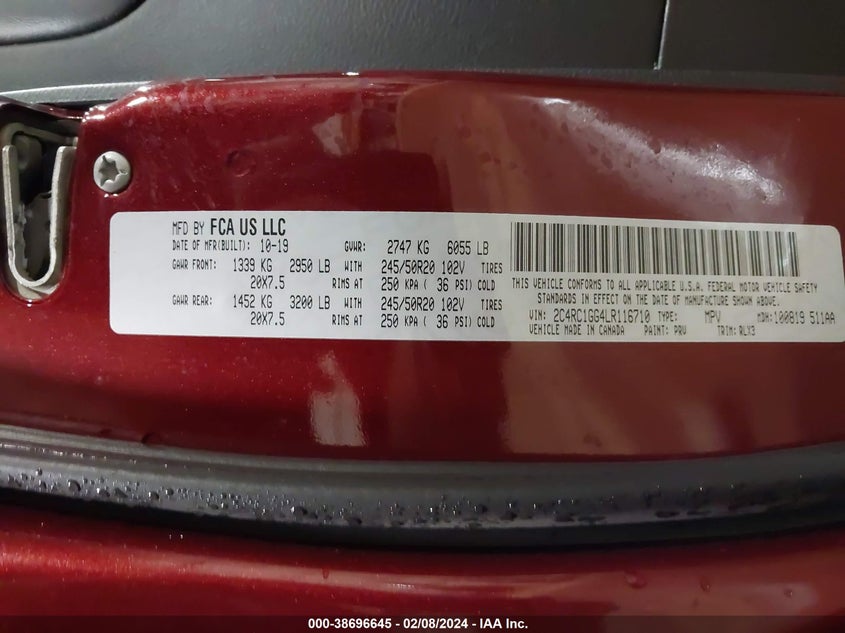 MFD BY FCA US LLC
DATE OF MFR(BUILT): 10-19 GVWR: 2747 KG 6055 LB
GAWR FRONT: 1339 KG 2950 LB WITH 245/50R20 102V TIRES
20X7.5 RIMS AT 250 KPA ( 36 PSI) COLD
GAWR REAR: 1452 KG 3200 LB WITH 245/50R20 102V TIRES
20X7.5 RIMS AT 250 KPA ( 36 PSI) COLD
THIS VEHICLE CONFORMS TO ALL APPLICABLE U.S.A. FEDERAL MOTOR VEHICLE SAFETY
STANDARDS IN EFFECT ON THE DATE OF MANUFACTURE SHOWN ABOVE.
VIN: 2C4RC1GG4LR116710 TYPE: MPV MDH: 100819 511AA
VEHICLE MADE IN CANADA PAINT: PRV TRIM: RLX3
000-38696645 - 02/08/2024 - IAA Inc.